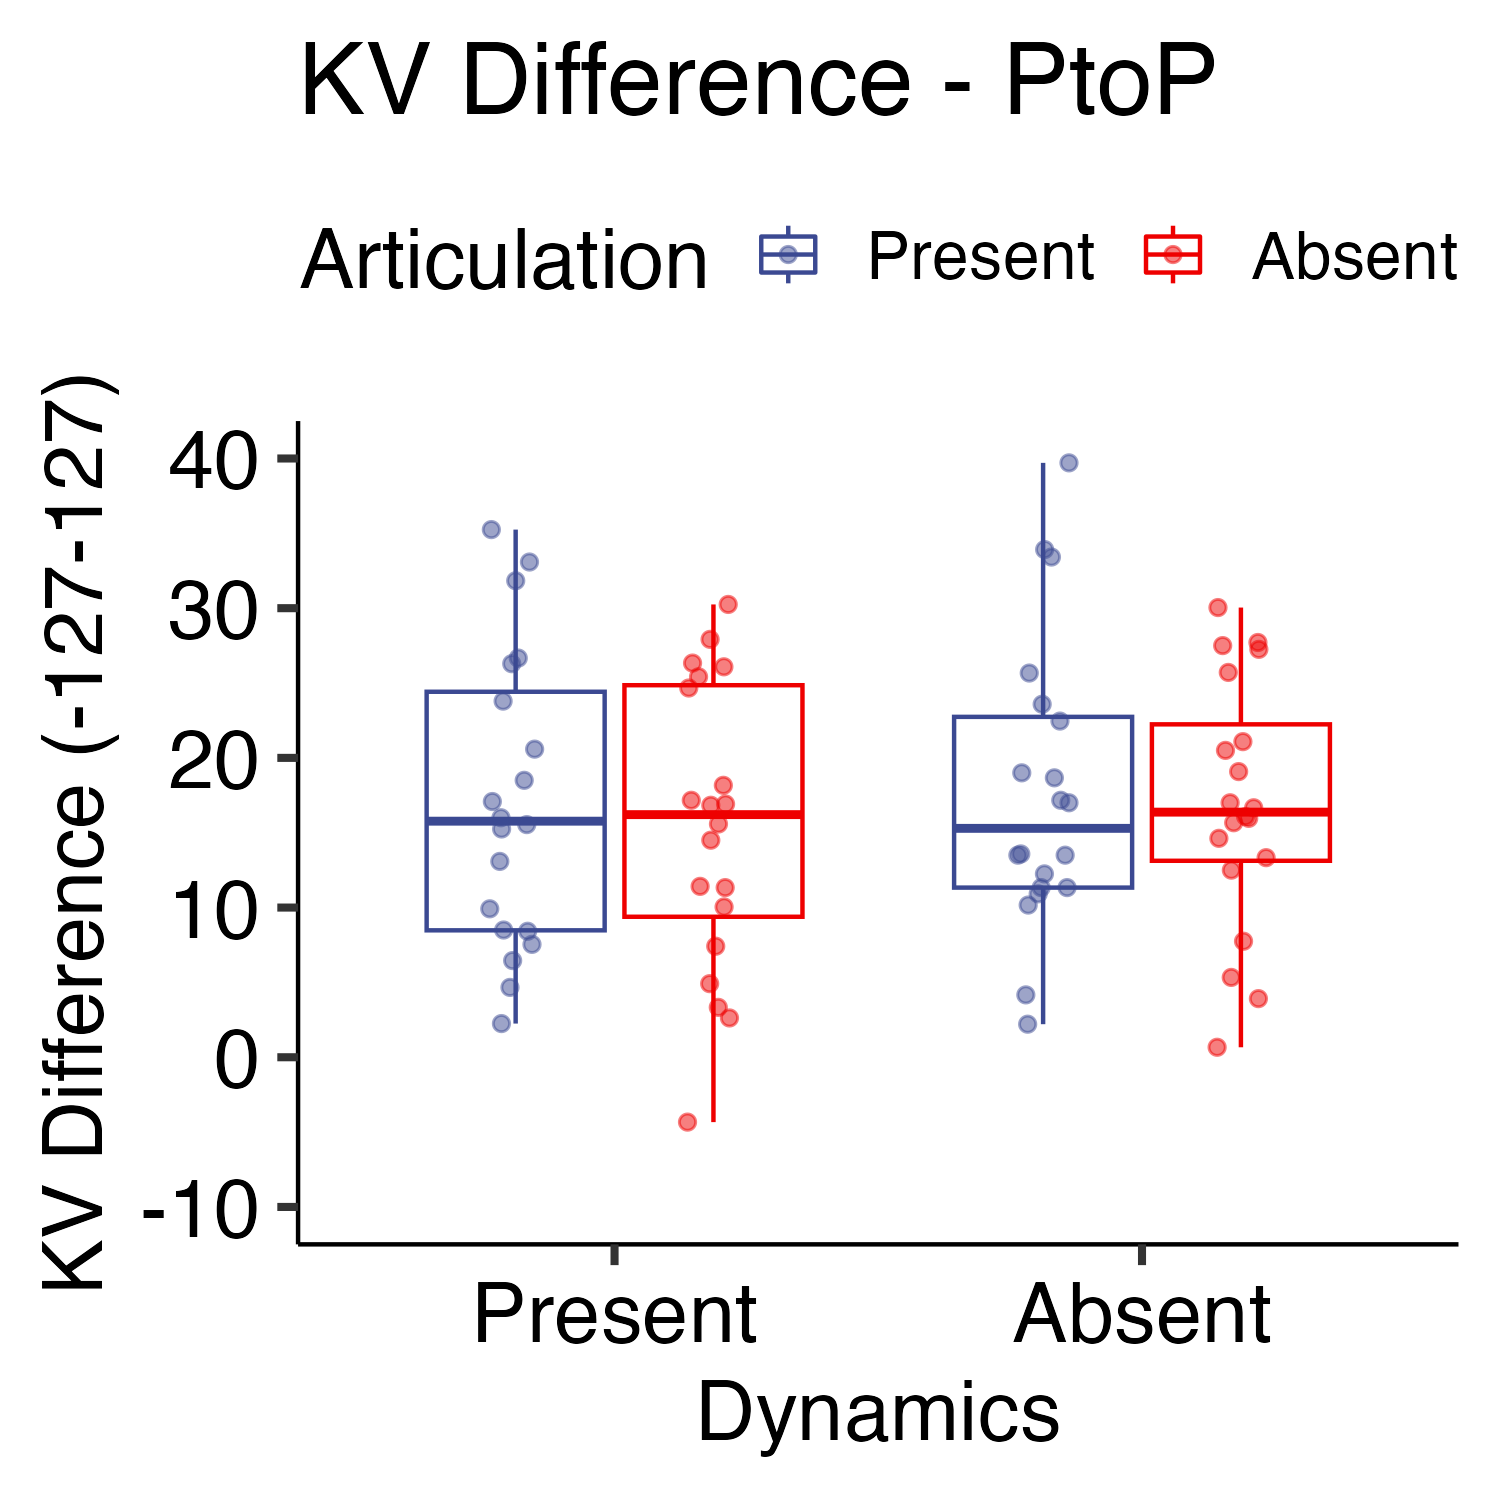 KV Difference - PtoP
Articulation Present Absent
KV Difference (-127-127)
40
30
20
10
0
-10
Present Absent
Dynamics